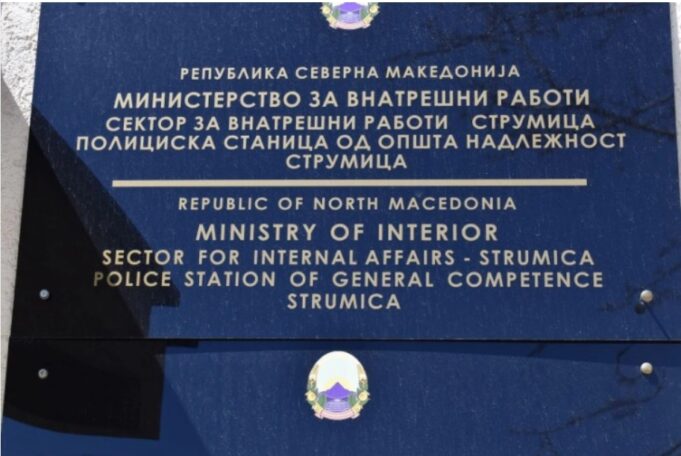 РЕПУБЛИКА СЕВЕРНА МАКЕДОНИЈА
МИНИСТЕРСТВО ЗА ВНАТРЕШНИ РАБОТИ
СЕКТОР ЗА ВНАТРЕШНИ РАБОТИ СТРУМИЦА
ПОЛИЦИСКА СТАНИЦА ОД ОПШТА НАДЛЕЖНОСТ
СТРУМИЦА
REPUBLIC OF NORTH MACEDONIA
MINISTRY OF INTERIOR
SECTOR FOR INTERNAL AFFAIRS - STRUMICA
POLICE STATION OF GENERAL COMPETENCE
STRUMICA